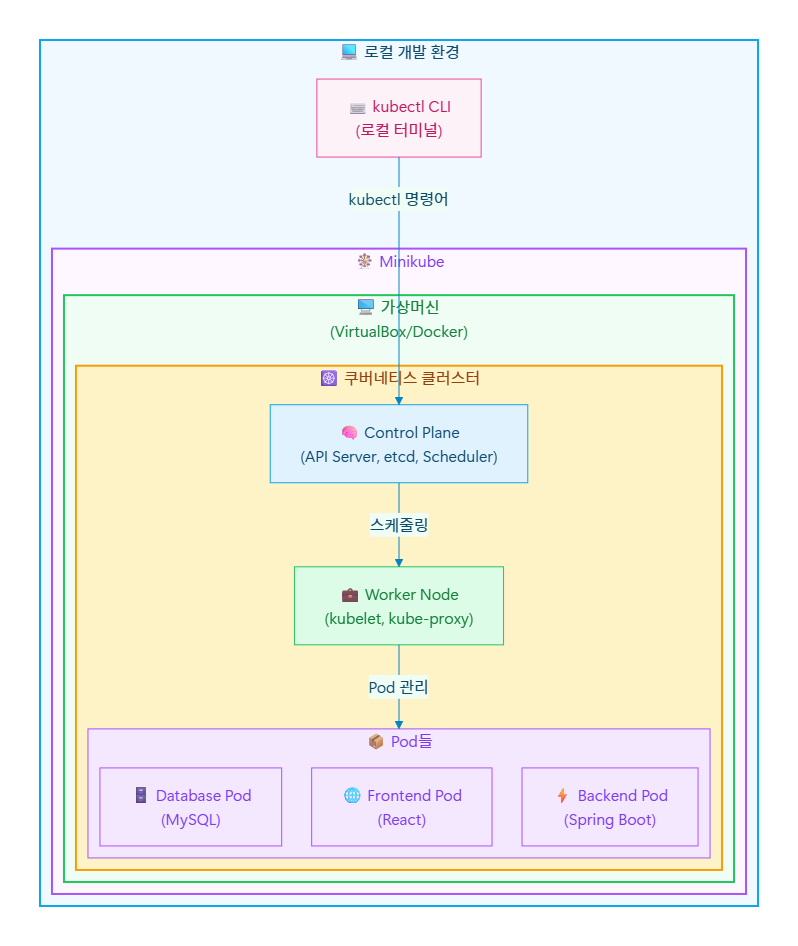 로컬 개발 환경
kubectl CLI
(로컬 터미널)
kubectl 명령어
Minikube
가상머신
(VirtualBox/Docker)
쿠버네티스 클러스터
Control Plane
(API Server, etcd, Scheduler)
스케줄링
Worker Node
(kubelet, kube-proxy)
Pod 관리
Pod들
Database Pod
(MySQL)
Frontend Pod
(React)
Backend Pod
(Spring Boot)